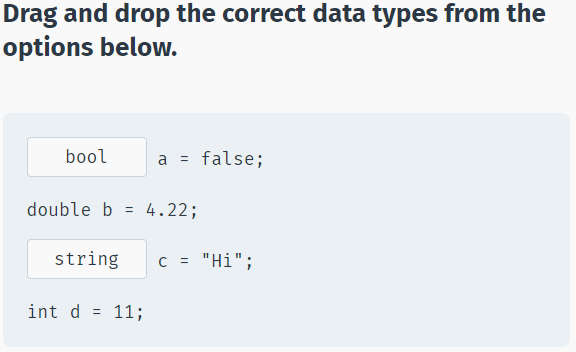 Drag and drop the correct data types from the
options below.
bool a = false;
double b = 4.22;
string c = "Hi";
int d = 11;